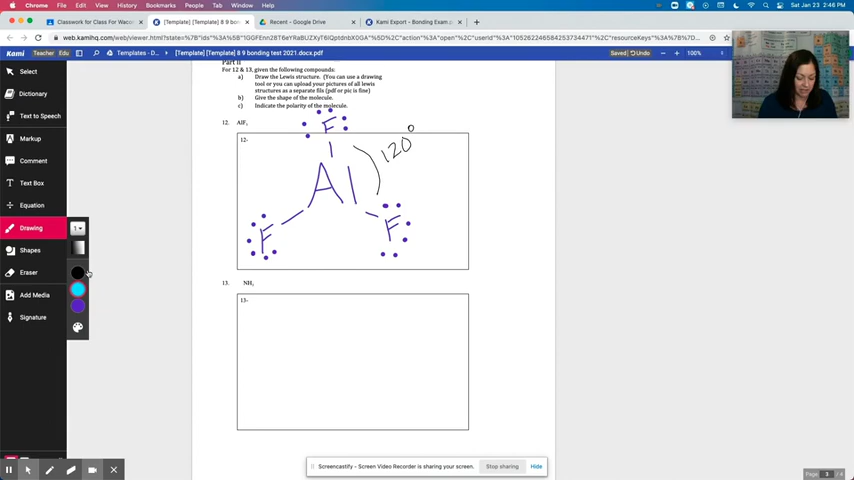 Chrome File Edit View History Bookmarks People Tab Window Help
Sat Jan 23 2:46 PM
Classwork for Class For Waca
[Template] [Template] 8 9 bond
Recent - Google Drive
Kami Export - Bonding Exam.p
Kami Teacher Edu
Templates - D...
[Template] [Template] 8 9 bonding test 2021.docx.pdf
Saved Undo
100%
Select
Dictionary
Text to Speech
Markup
Comment
Text Box
Equation
Drawing
Shapes
Eraser
Add Media
Signature
1
Part II
For 12 & 13, given the following compounds:
a) Draw the Lewis structure. (You can use a drawing
tool or you can upload your pictures of all lewis
structures as a separate file (pdf or pic is fine)
b) Give the shape of the molecule.
c) Indicate the polarity of the molecule.
12. AlF₃
12-
F
120°
Al
F F
13. NH₃
13-
Screencastify - Screen Video Recorder is sharing your screen.
Stop sharing
Hide
Page 3 / 4